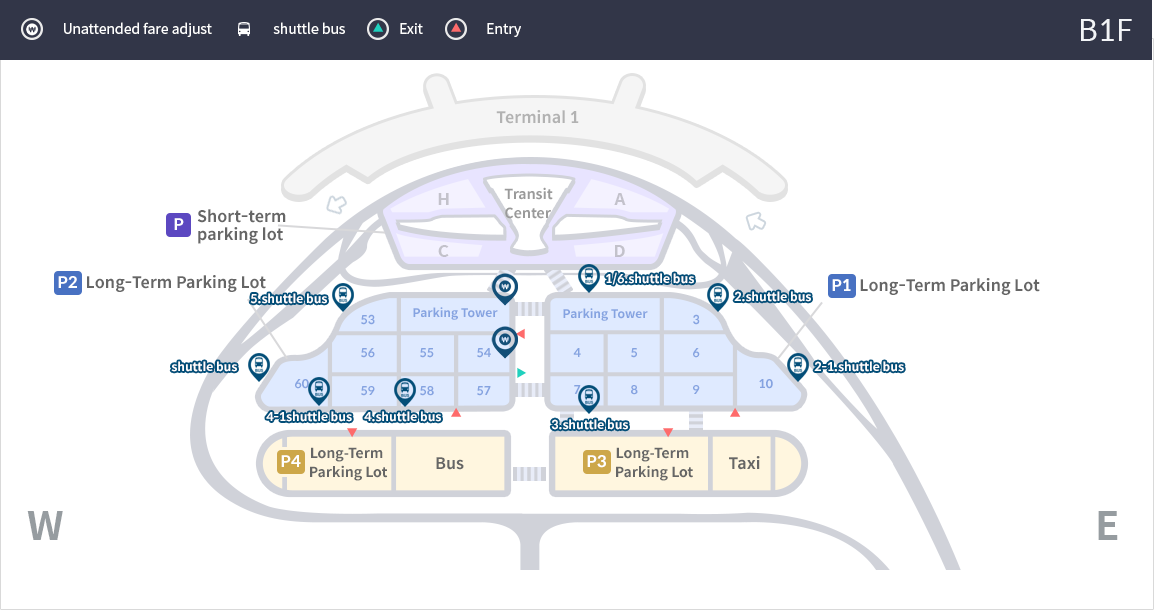 Unattended fare adjust
shuttle bus
Exit
Entry
B1F
Terminal 1
H
Transit
Center
A
P
Short-term
parking lot
C
D
P2
Long-Term Parking Lot
1/6.shuttle bus
P1
Long-Term Parking Lot
5.shuttle bus
2.shuttle bus
53
Parking Tower
Parking Tower
3
56
55
54
4
5
6
shuttle bus
2-1.shuttle bus
60
59
58
57
7
8
9
10
4-1shuttle bus
4.shuttle bus
3.shuttle bus
P4
Long-Term
Parking Lot
Bus
P3
Long-Term
Parking Lot
Taxi
W
E